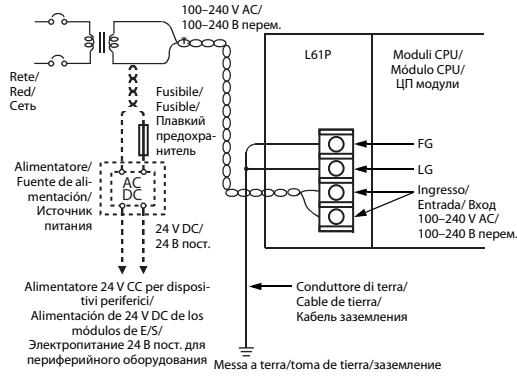 100–240 V AC/
100–240 В перем.
Rete/
Red/
Сеть
Fusibile/
Fusible/
Плавкий
предохра-
нитель
Alimentatore/
Fuente de ali-
mentación/
Источник
питания
AC
DC
24 V DC/
24 В пост.
Alimentatore 24 V CC per disposi-
tivi periferici/
Alimentación de 24 V DC de los
módulos de E/S/
Электропитание 24 В пост. для
периферийного оборудования
L61P
Moduli CPU/
Módulo CPU/
ЦП модули
FG
LG
Ingresso/
Entrada/ Вход
100–240 V AC/
100–240 В перем.
Conduttore di terra/
Cable de tierra/
Кабель заземления
Messa a terra/toma de tierra/заземление